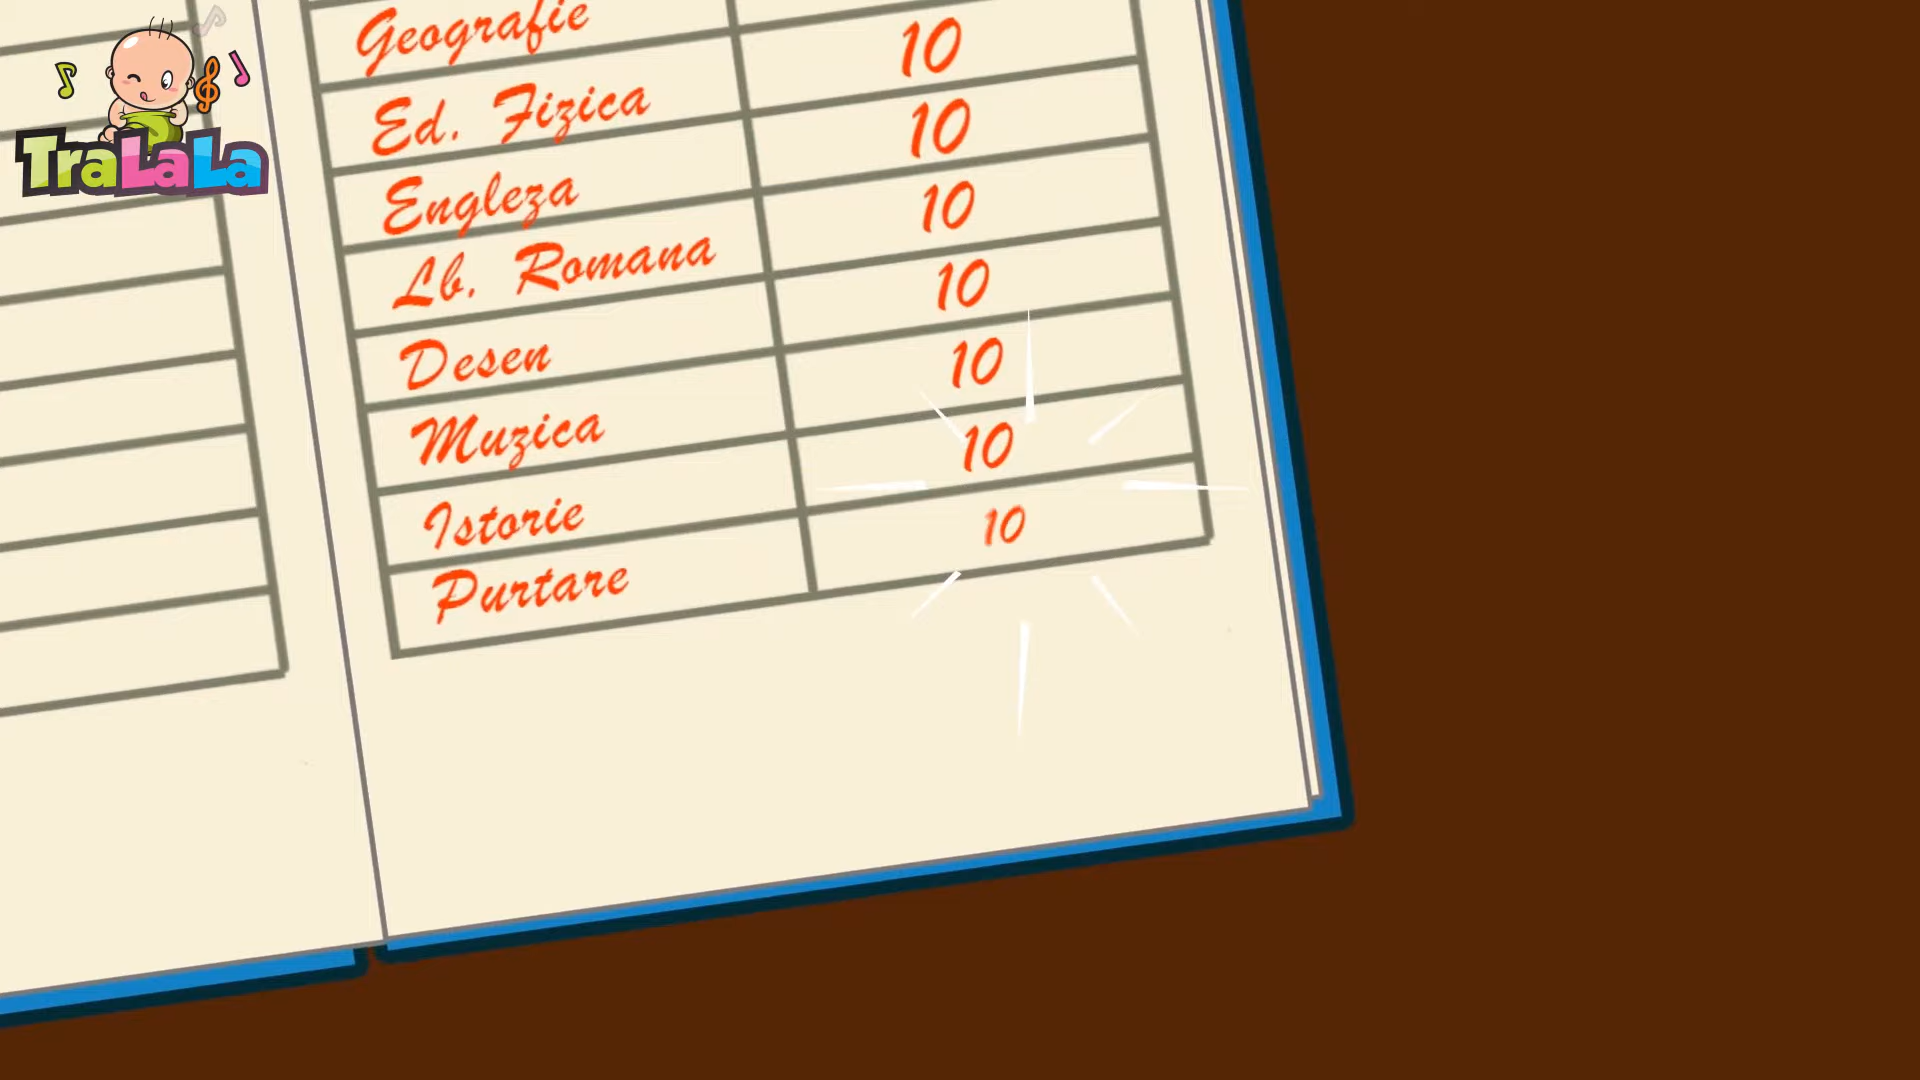 TraLaLa
Geografie
Ed. Fizica 10
Engleza 10
Lb. Romana 10
Desen 10
Muzica 10
Istorie 10
Purtare 10